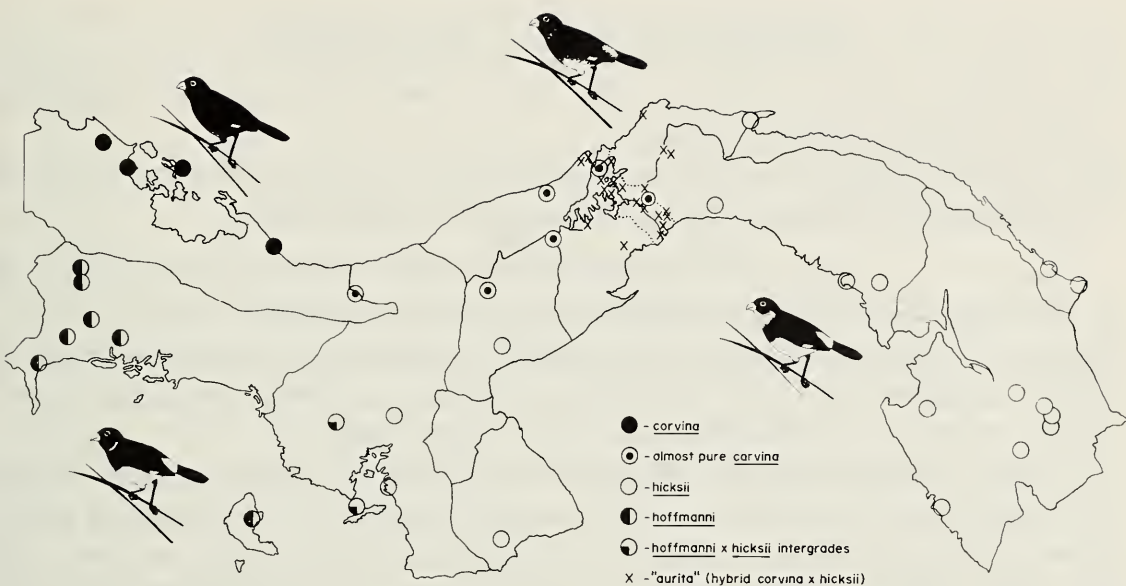 - corvina
- almost pure corvina
- hicksii
- hoffmanni
- hoffmanni x hicksii intergrades
x - "aurita" (hybrid corvina x hicksii)